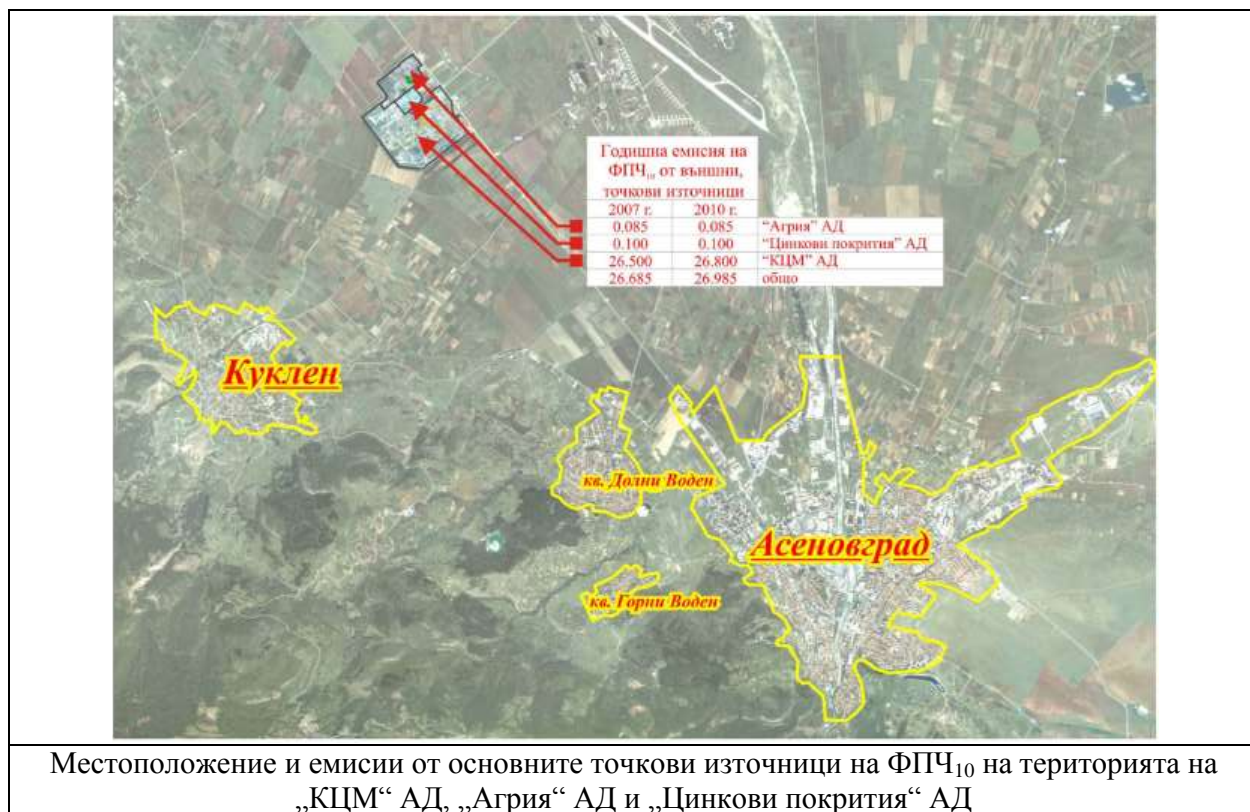 Годишна емисия на
ФПЧ₁₀ от външни,
точкови източници
2007 г. 2010 г.
0.085 0.085 "Агрия" АД
0.100 0.100 "Цинкови покрития" АД
26.500 26.800 "КЦМ" АД
26.685 26.985 общо
Куклен
кв. Долни Воден
Асеновград
кв. Горни Воден
Местоположение и емисии от основните точкови източници на ФПЧ₁₀ на територията на
„КЦМ“ АД, „Агрия“ АД и „Цинкови покрития“ АД